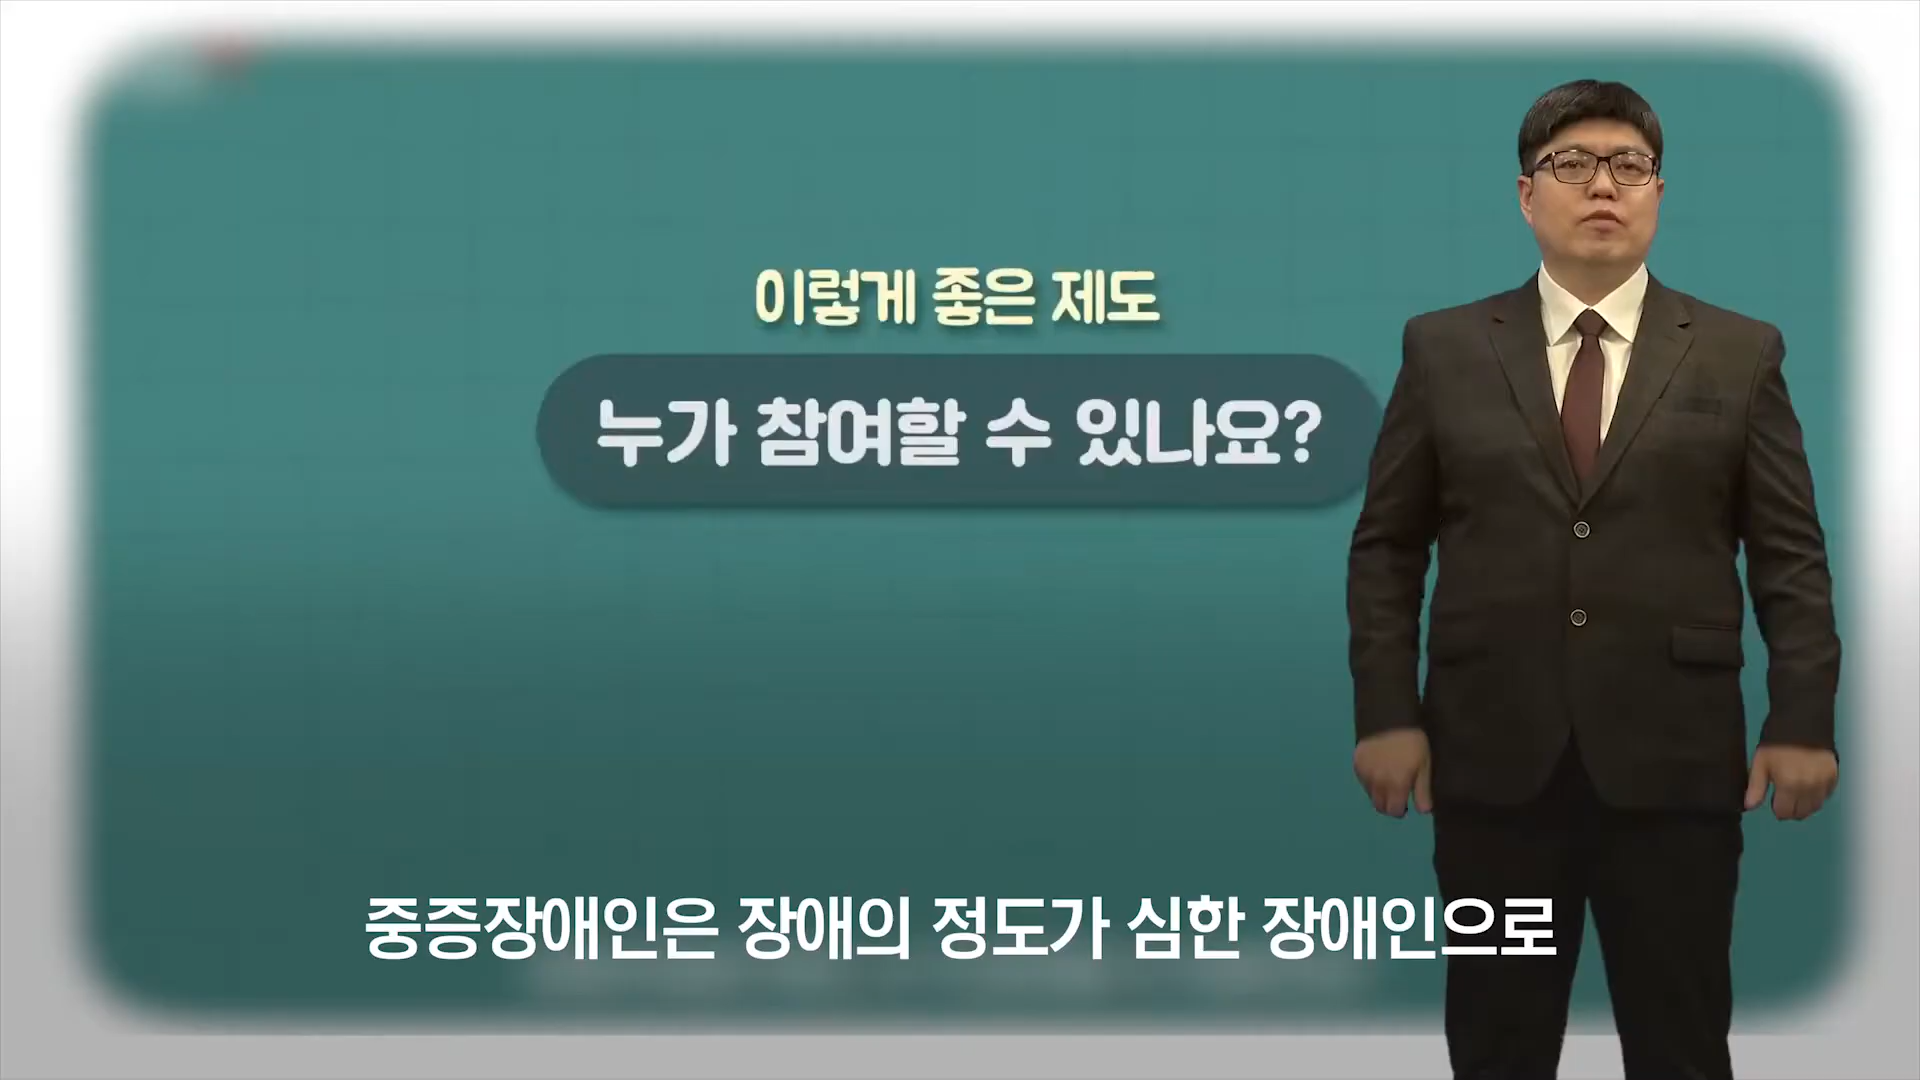 이렇게 좋은 제도
누가 참여할 수 있나요?
중증장애인은 장애의 정도가 심한 장애인으로